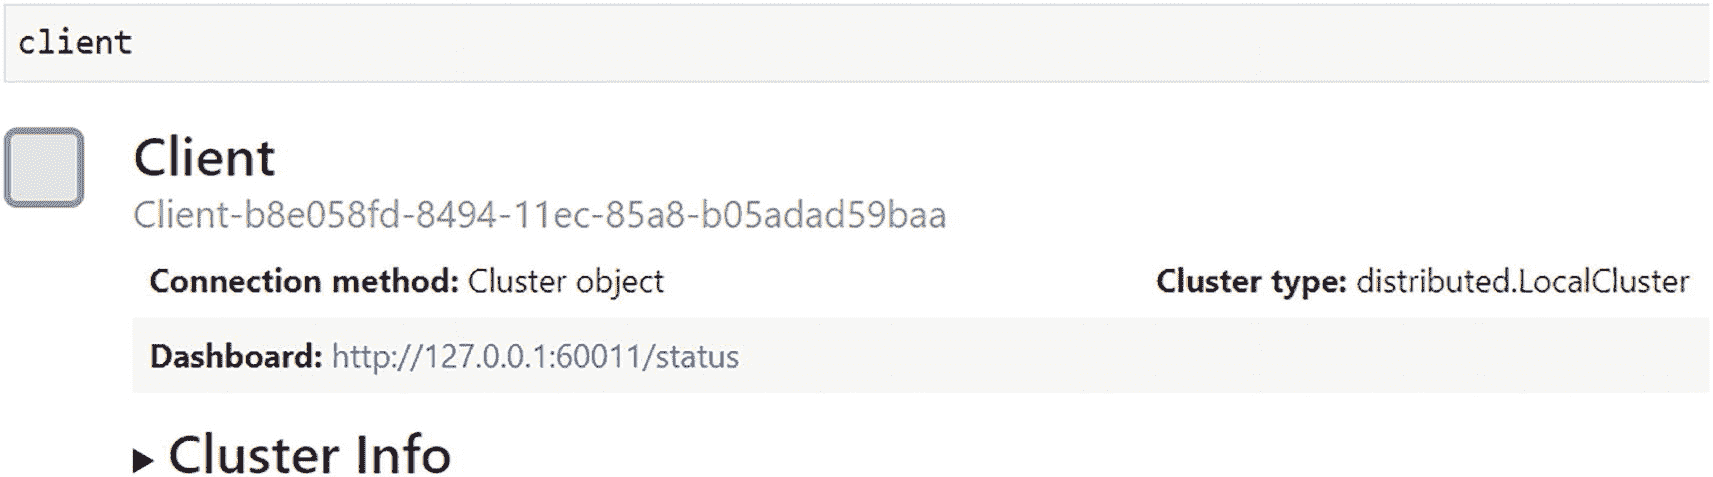 client
Client
Client-b8e058fd-8494-11ec-85a8-b05adad59baa
Connection method: Cluster object Cluster type: distributed.LocalCluster
Dashboard: http://127.0.0.1:60011/status
▸ Cluster Info